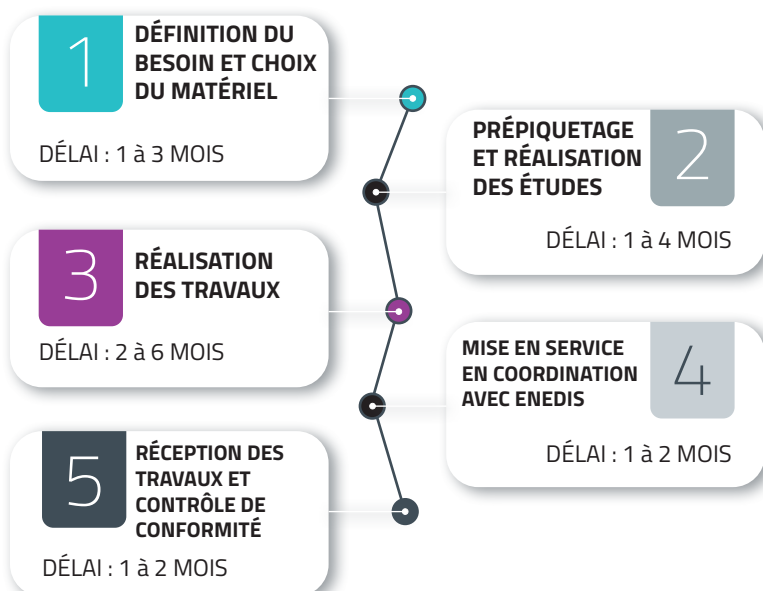 1
DÉFINITION DU
BESOIN ET CHOIX
DU MATÉRIEL
DÉLAI : 1 à 3 MOIS
2
PRÉPIQUETAGE
ET RÉALISATION
DES ÉTUDES
DÉLAI : 1 à 4 MOIS
3
RÉALISATION
DES TRAVAUX
DÉLAI : 2 à 6 MOIS
4
MISE EN SERVICE
EN COORDINATION
AVEC ENEDIS
DÉLAI : 1 à 2 MOIS
5
RÉCEPTION DES
TRAVAUX ET
CONTRÔLE DE
CONFORMITÉ
DÉLAI : 1 à 2 MOIS